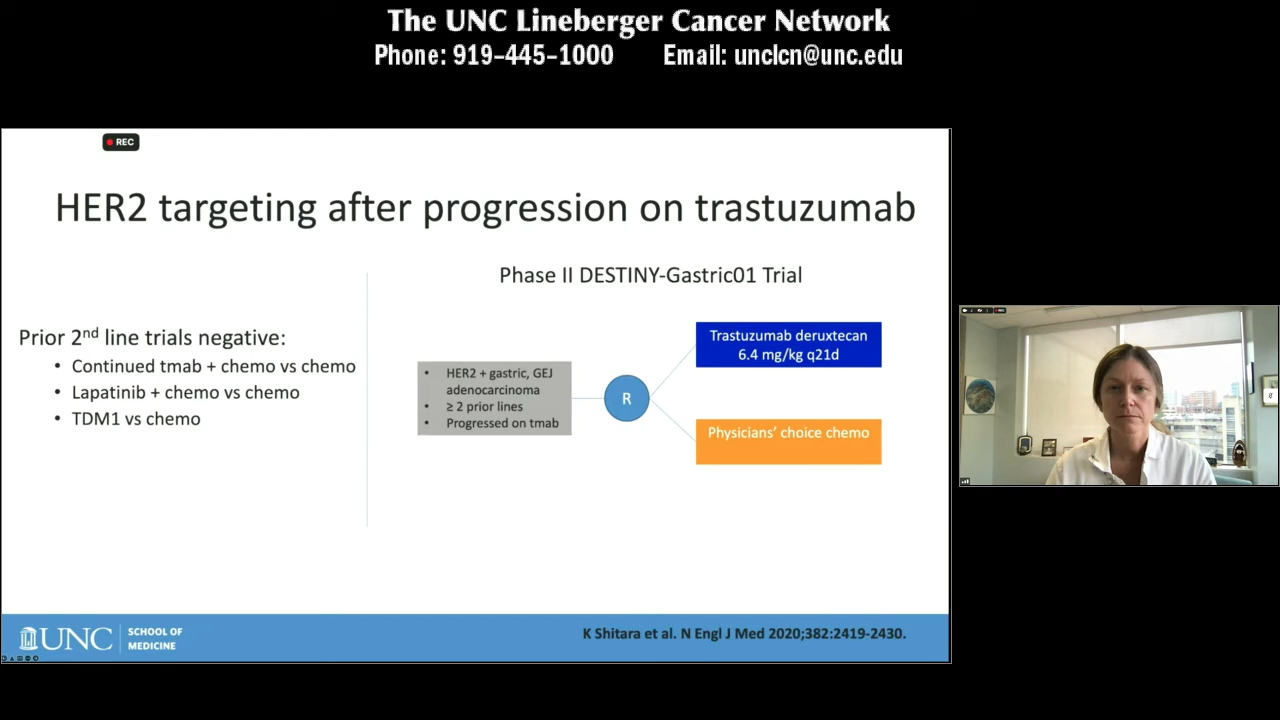 The UNC Lineberger Cancer Network
Phone: 919-445-1000 Email: unclcn@unc.edu
REC
HER2 targeting after progression on trastuzumab
Prior 2nd line trials negative:
• Continued tmab + chemo vs chemo
• Lapatinib + chemo vs chemo
• TDM1 vs chemo
Phase II DESTINY-Gastric01 Trial
• HER2 + gastric, GEJ
adenocarcinoma
• ≥ 2 prior lines
• Progressed on tmab
R
Trastuzumab deruxtecan
6.4 mg/kg q21d
Physicians’ choice chemo
UNC
SCHOOL OF
MEDICINE
K Shitara et al. N Engl J Med 2020;382:2419-2430.